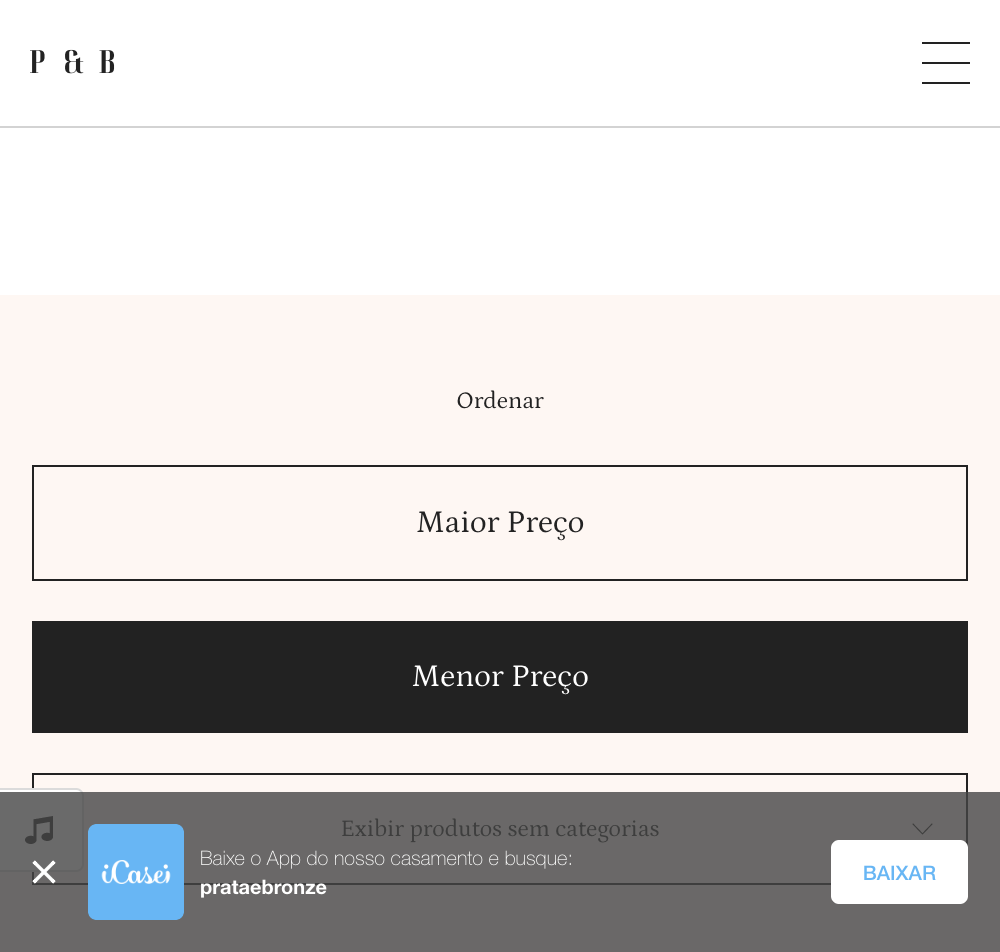 P & B
Ordenar
Maior Preço
Menor Preço
Exibir produtos sem categorias
iCasei
Baixe o App do nosso casamento e busque:
prataebronze
BAIXAR